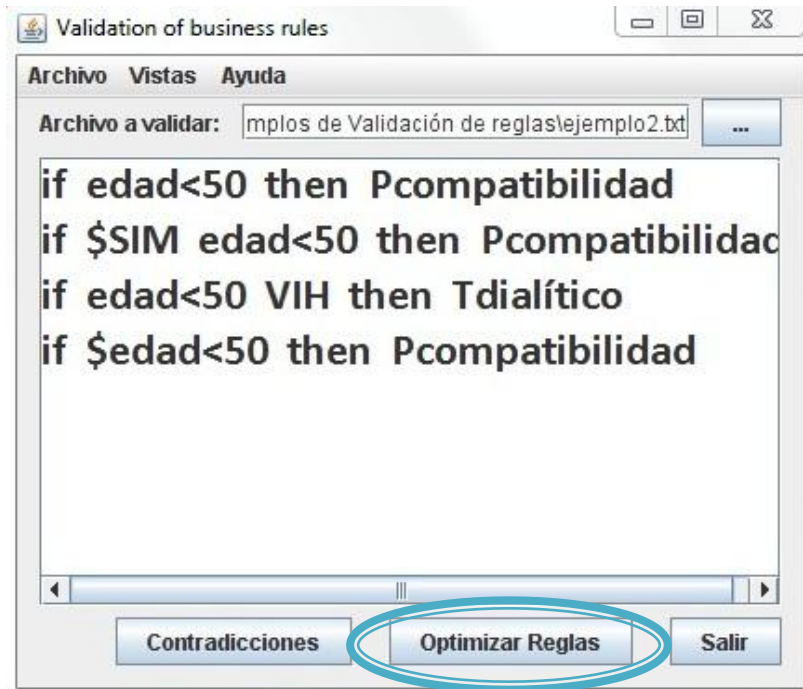 Validation of business rules
Archivo Vistas Ayuda
Archivo a validar: mplos de Validación de reglas\ejemplo2.txt ...
if edad<50 then Pcompatibilidad
if $SIM edad<50 then Pcompatibilidad
if edad<50 VIH then Tdialítico
if $edad<50 then Pcompatibilidad
Contradicciones Optimizar Reglas Salir